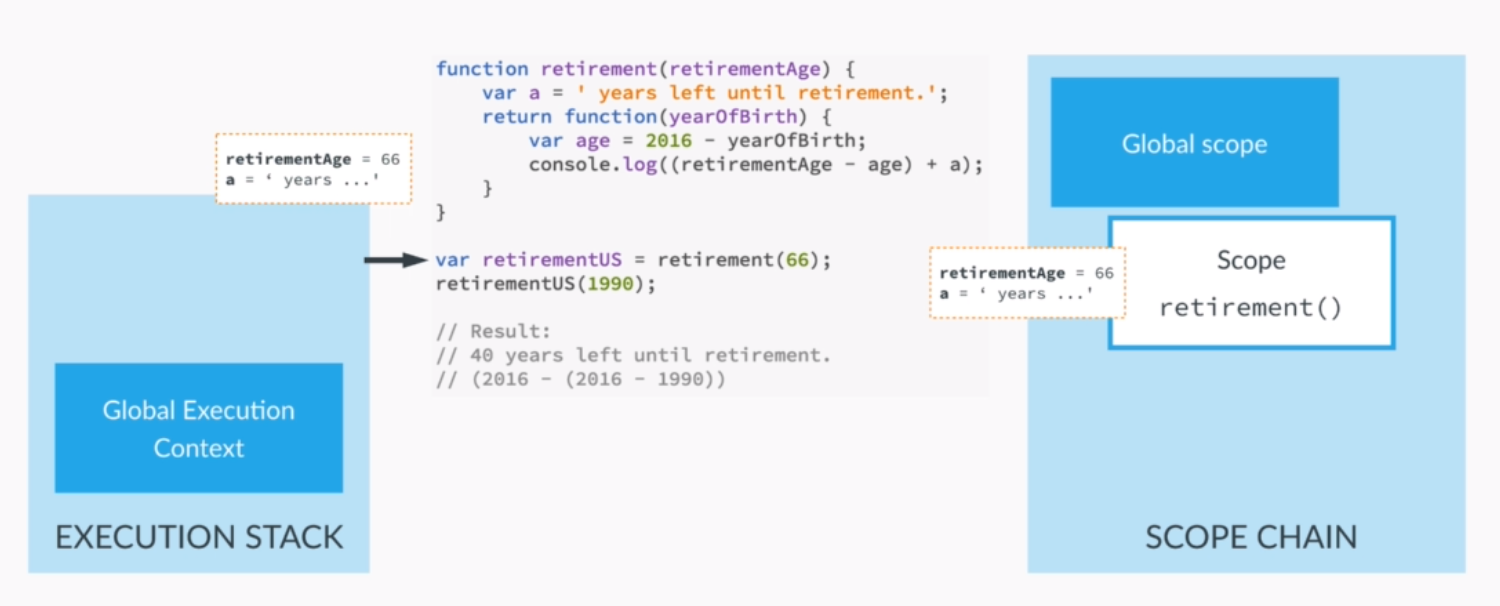 retirementAge = 66
a = ‘ years ...'
Global Execution
Context
EXECUTION STACK
function retirement(retirementAge) {
    var a = ' years left until retirement.';
    return function(yearOfBirth) {
        var age = 2016 - yearOfBirth;
        console.log((retirementAge - age) + a);
    }
}
var retirementUS = retirement(66);
retirementUS(1990);
// Result:
// 40 years left until retirement.
// (2016 - (2016 - 1990))
Global scope
retirementAge = 66
a = ‘ years ...'
Scope
retirement()
SCOPE CHAIN